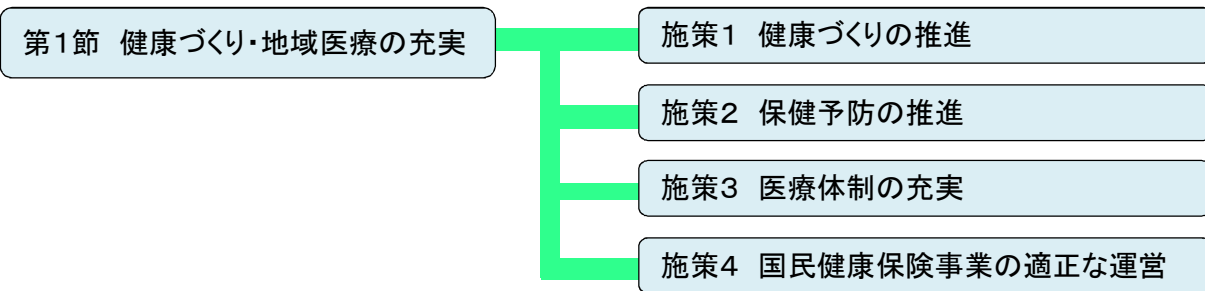 第1節 健康づくり・地域医療の充実
施策1 健康づくりの推進
施策2 保健予防の推進
施策3 医療体制の充実
施策4 国民健康保険事業の適正な運営